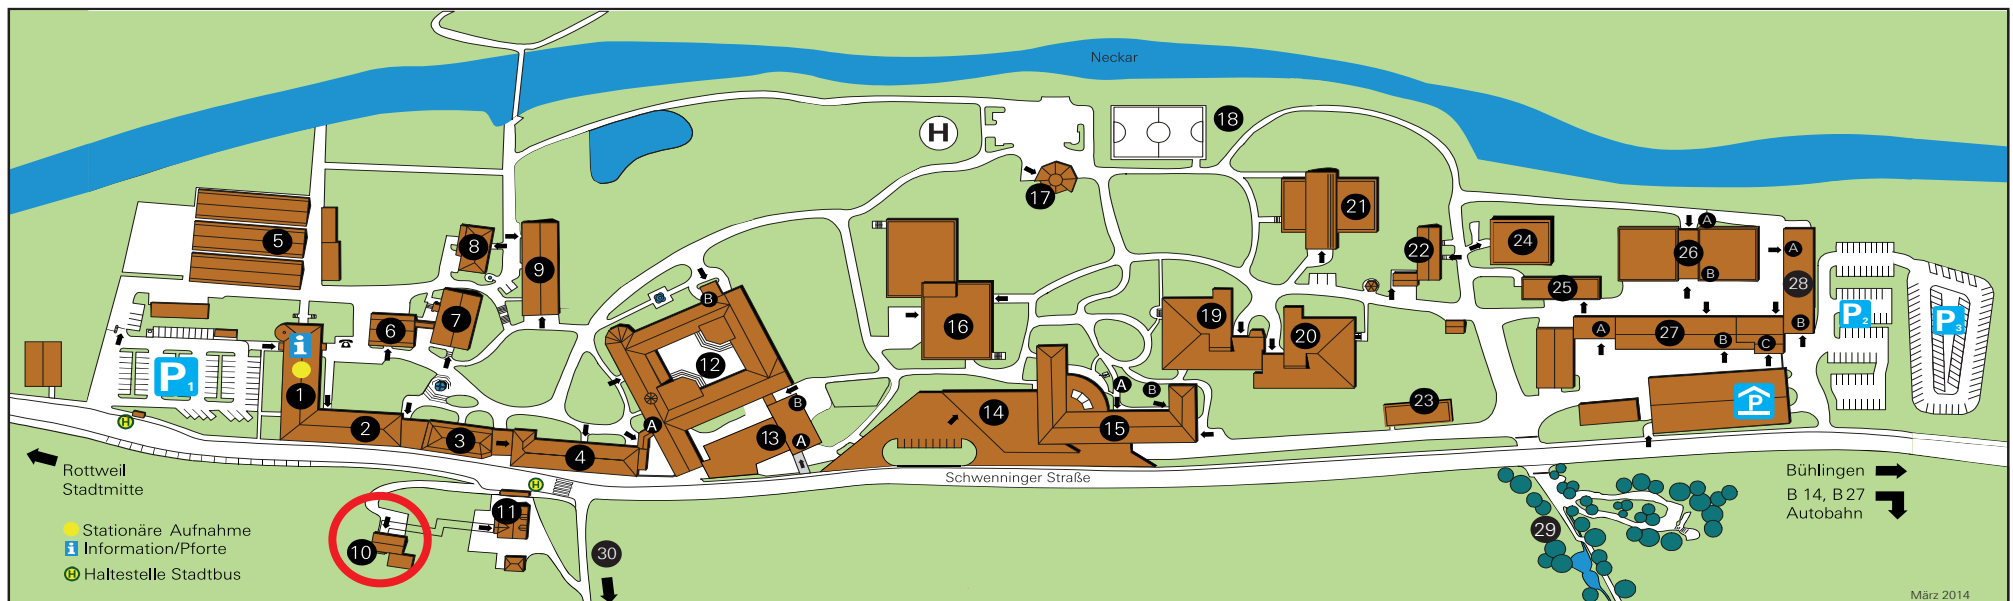 Neckar
H
18
17
21
5
8
9
22
24
A
26
B
25
A
28
B
P2
P3
B
16
19
20
6
7
i
1
P1
12
A
27
B
C
P
A
B
B
23
2
3
4
A
13
A
14
15
H
Rottweil
Stadtmitte
H
Schwenninger Straße
Bühlingen
B 14, B 27
Autobahn
11
10
30
29
Stationäre Aufnahme
i Information/Pforte
H Haltestelle Stadtbus
März 2014